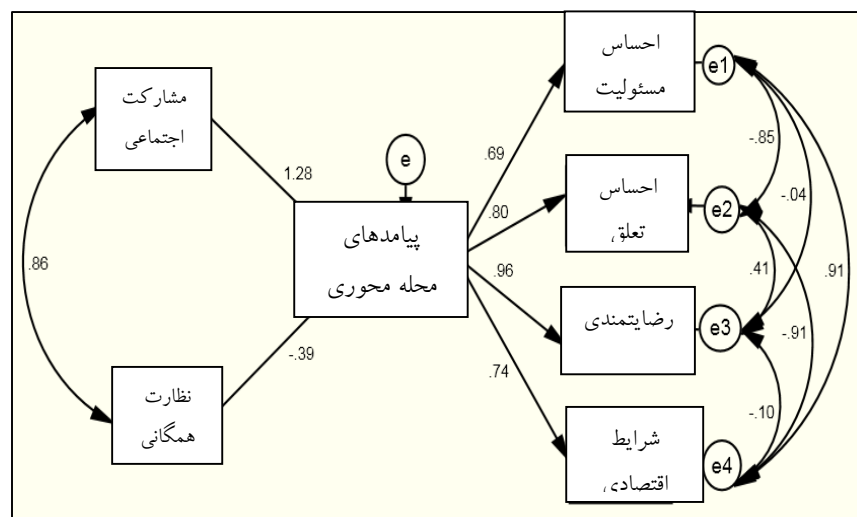 احساس
مسئولیت
e1
مشارکت
اجتماعی
-.85
.69
e
1.28
احساس
تعلق
e2
-.04
.80
پیامدهای
محله محوری
.86
.96
.41
.91
رضایتمندی
e3
-.91
-.39
.74
نظارت
همگانی
-.10
شرایط
اقتصادی
e4